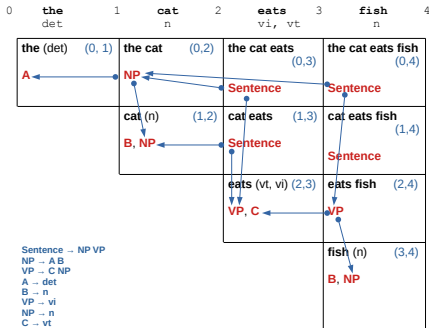 0 the 1 cat 2 eats 3 fish 4
det n vi, vt n
the (det) (0, 1) the cat (0,2) the cat eats (0,3) the cat eats fish (0,4)
A NP Sentence Sentence
cat (n) (1,2) cat eats (1,3) cat eats fish (1,4)
B, NP Sentence Sentence
eats (vt, vi) (2,3) eats fish (2,4)
VP, C VP
fish (n) (3,4)
B, NP
Sentence → NP VP
NP → A B
VP → C NP
A → det
B → n
VP → vi
NP → n
C → vt